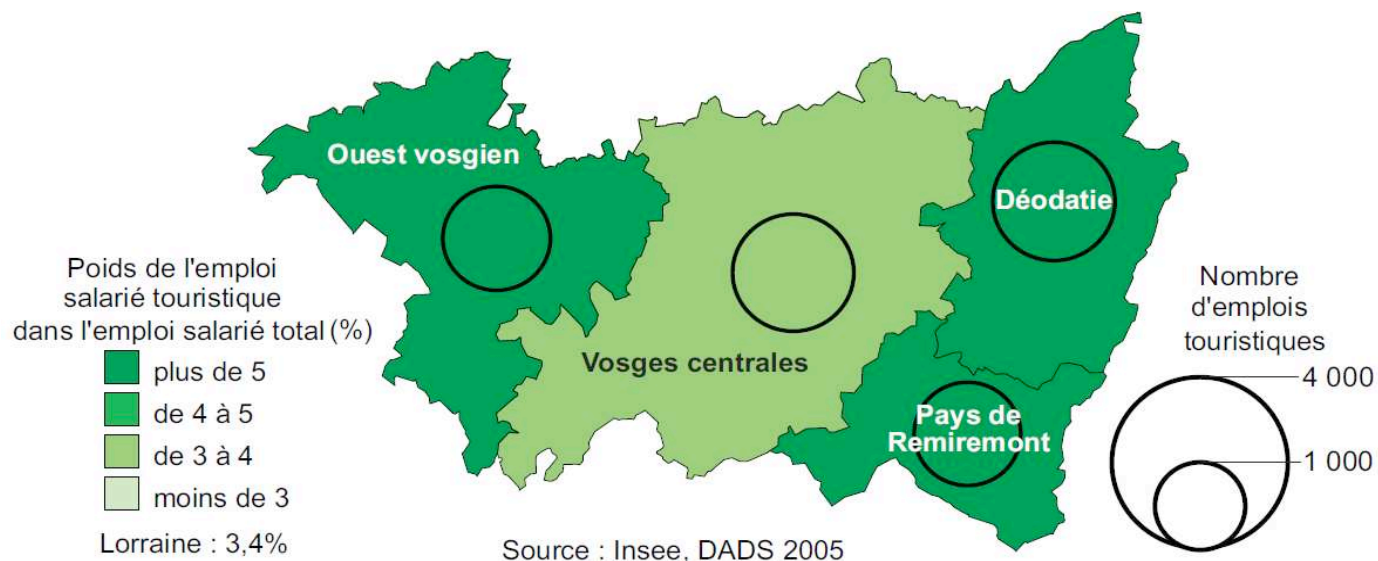 Ouest vosgien
Déodatie
Vosges centrales
Pays de
Remiremont
Poids de l'emploi
salarié touristique
dans l'emploi salarié total (%)
plus de 5
de 4 à 5
de 3 à 4
moins de 3
Lorraine : 3,4%
Nombre
d'emplois
touristiques
4 000
1 000
Source : Insee, DADS 2005